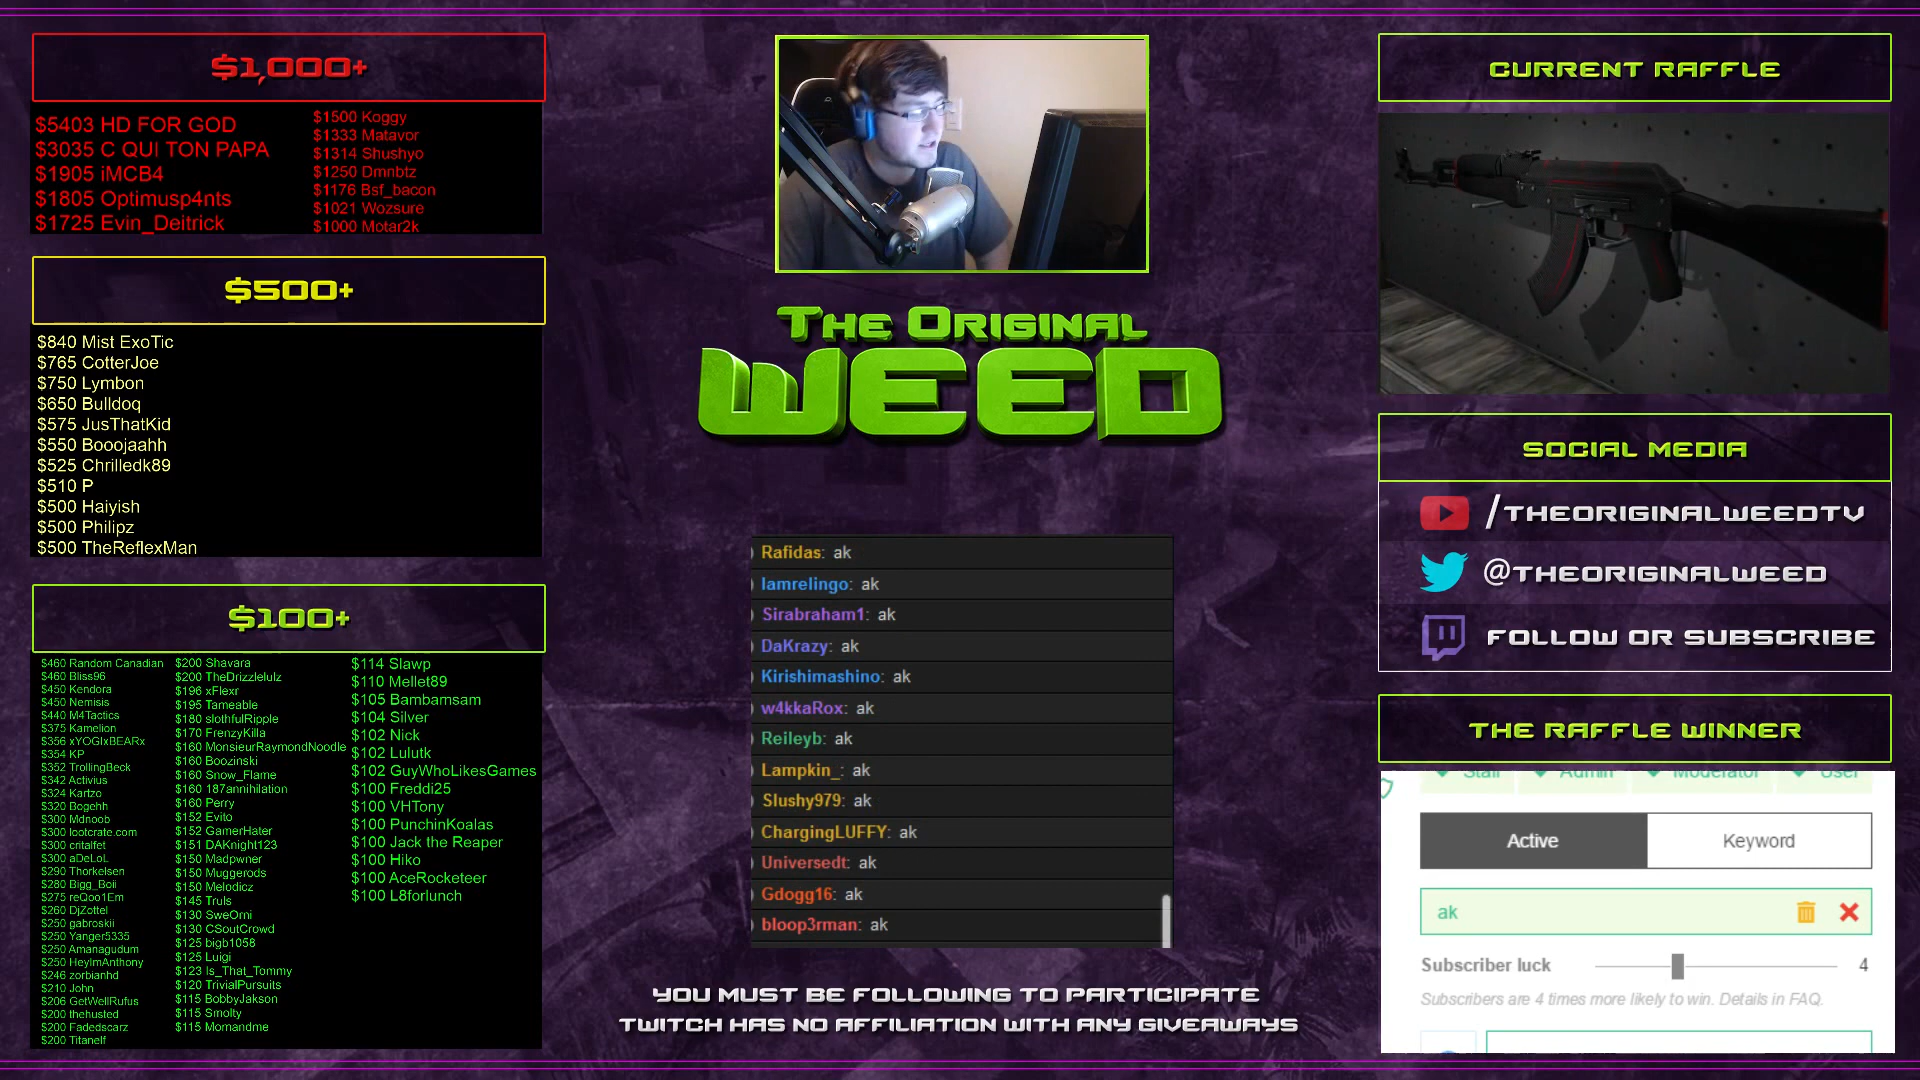 $1,000+
$5403 HD FOR GOD
$3035 C QUI TON PAPA
$1905 iMCB4
$1805 Optimusp4nts
$1725 Evin_Deitrick
$1500 Koggy
$1333 Matavor
$1314 Shushyo
$1250 Dmnbtz
$1176 Bsf_bacon
$1021 Wozsure
$1000 Motar2k
$500+
$840 Mist ExoTic
$765 CotterJoe
$750 Lymbon
$650 Bulldoq
$575 JusThatKid
$550 Booojaahh
$525 Chrilledk89
$510 P
$500 Haiyish
$500 Philipz
$500 TheReflexMan
$100+
$460 Random Canadian
$460 Bliss96
$450 Kendora
$450 Nemisis
$440 M4Tactics
$375 Kamelion
$356 xYOGIxBEARx
$354 KP
$352 TrollingBeck
$342 Activius
$324 Kartzo
$320 Bogehh
$300 Mdnoob
$300 lootcrate.com
$300 critalfet
$300 aDeLoL
$290 Thorkelsen
$280 Bigg_Boii
$275 reQoo1Em
$260 DjZottel
$250 gabroskii
$250 Yanger5335
$250 Amanagudum
$250 HeyImAnthony
$246 zorbianhd
$210 John
$206 GetWellRufus
$200 thehusted
$200 Fadedscarz
$200 Titanelf
$200 Shavara
$200 TheDrizzlelulz
$196 xFlexr
$195 Tameable
$180 slothfulRipple
$170 FrenzyKilla
$160 MonsieurRaymondNoodle
$160 Boozinski
$160 Snow_Flame
$160 187annihilation
$160 Perry
$152 Evito
$152 GamerHater
$151 DAKnight123
$150 Madpwner
$150 Muggerods
$150 Melodicz
$145 Truls
$130 SweOrni
$130 CSoutCrowd
$125 bigb1058
$125 Luigi
$123 Is_That_Tommy
$120 TrivialPursuits
$115 BobbyJakson
$115 Smolty
$115 Momandme
$114 Slawp
$110 Mellet89
$105 Bambamsam
$104 Silver
$102 Nick
$102 Lulutk
$102 GuyWhoLikesGames
$100 Freddi25
$100 VHTony
$100 PunchinKoalas
$100 Jack the Reaper
$100 Hiko
$100 AceRocketeer
$100 L8forlunch
THE ORIGINAL
WEED
Rafidas: ak
Iamrelingo: ak
Sirabraham1: ak
DaKrazy: ak
Kirishimashino: ak
w4kkaRox: ak
Reileyb: ak
Lampkin_: ak
Slushy979: ak
ChargingLUFFY: ak
Universedt: ak
Gdogg16: ak
bloop3rman: ak
YOU MUST BE FOLLOWING TO PARTICIPATE
TWITCH HAS NO AFFILIATION WITH ANY GIVEAWAYS
CURRENT RAFFLE
SOCIAL MEDIA
/THEORIGINALWEEDTV
@THEORIGINALWEED
FOLLOW OR SUBSCRIBE
THE RAFFLE WINNER
Staff Admin Moderator User
Active Keyword
ak
Subscriber luck 4
Subscribers are 4 times more likely to win. Details in FAQ.